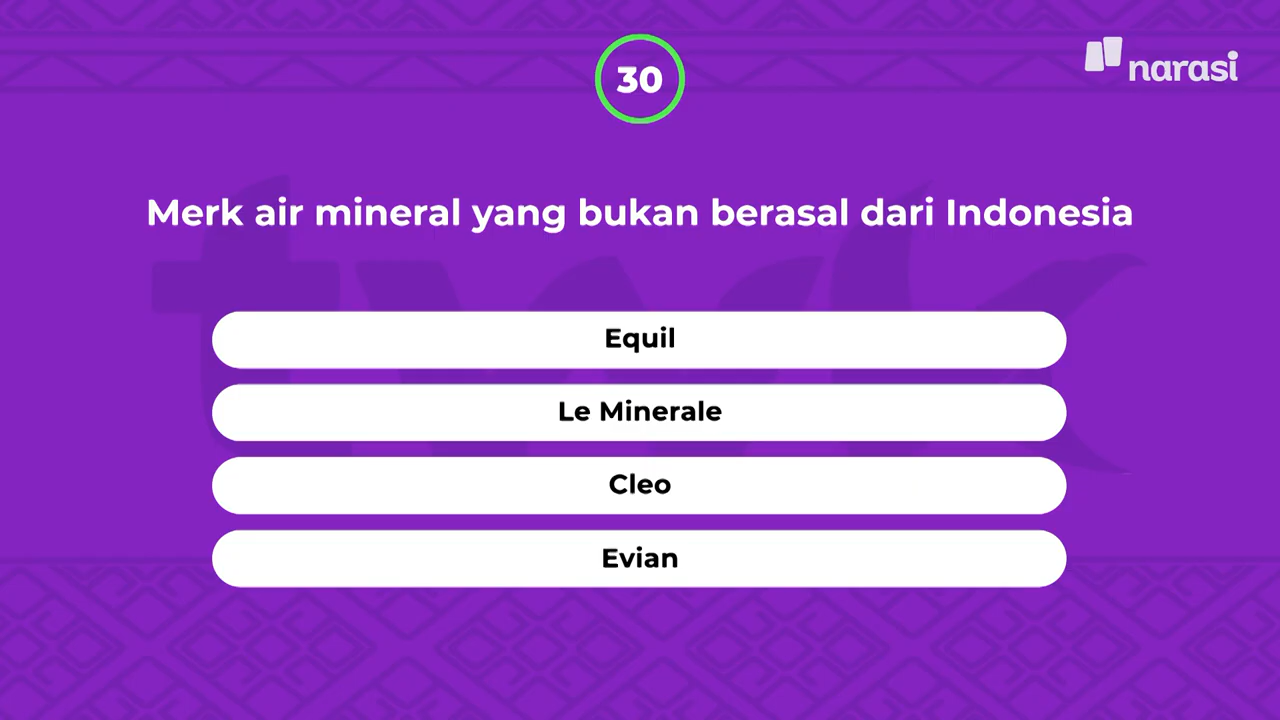 30
narasi
Merk air mineral yang bukan berasal dari Indonesia
Equil
Le Minerale
Cleo
Evian